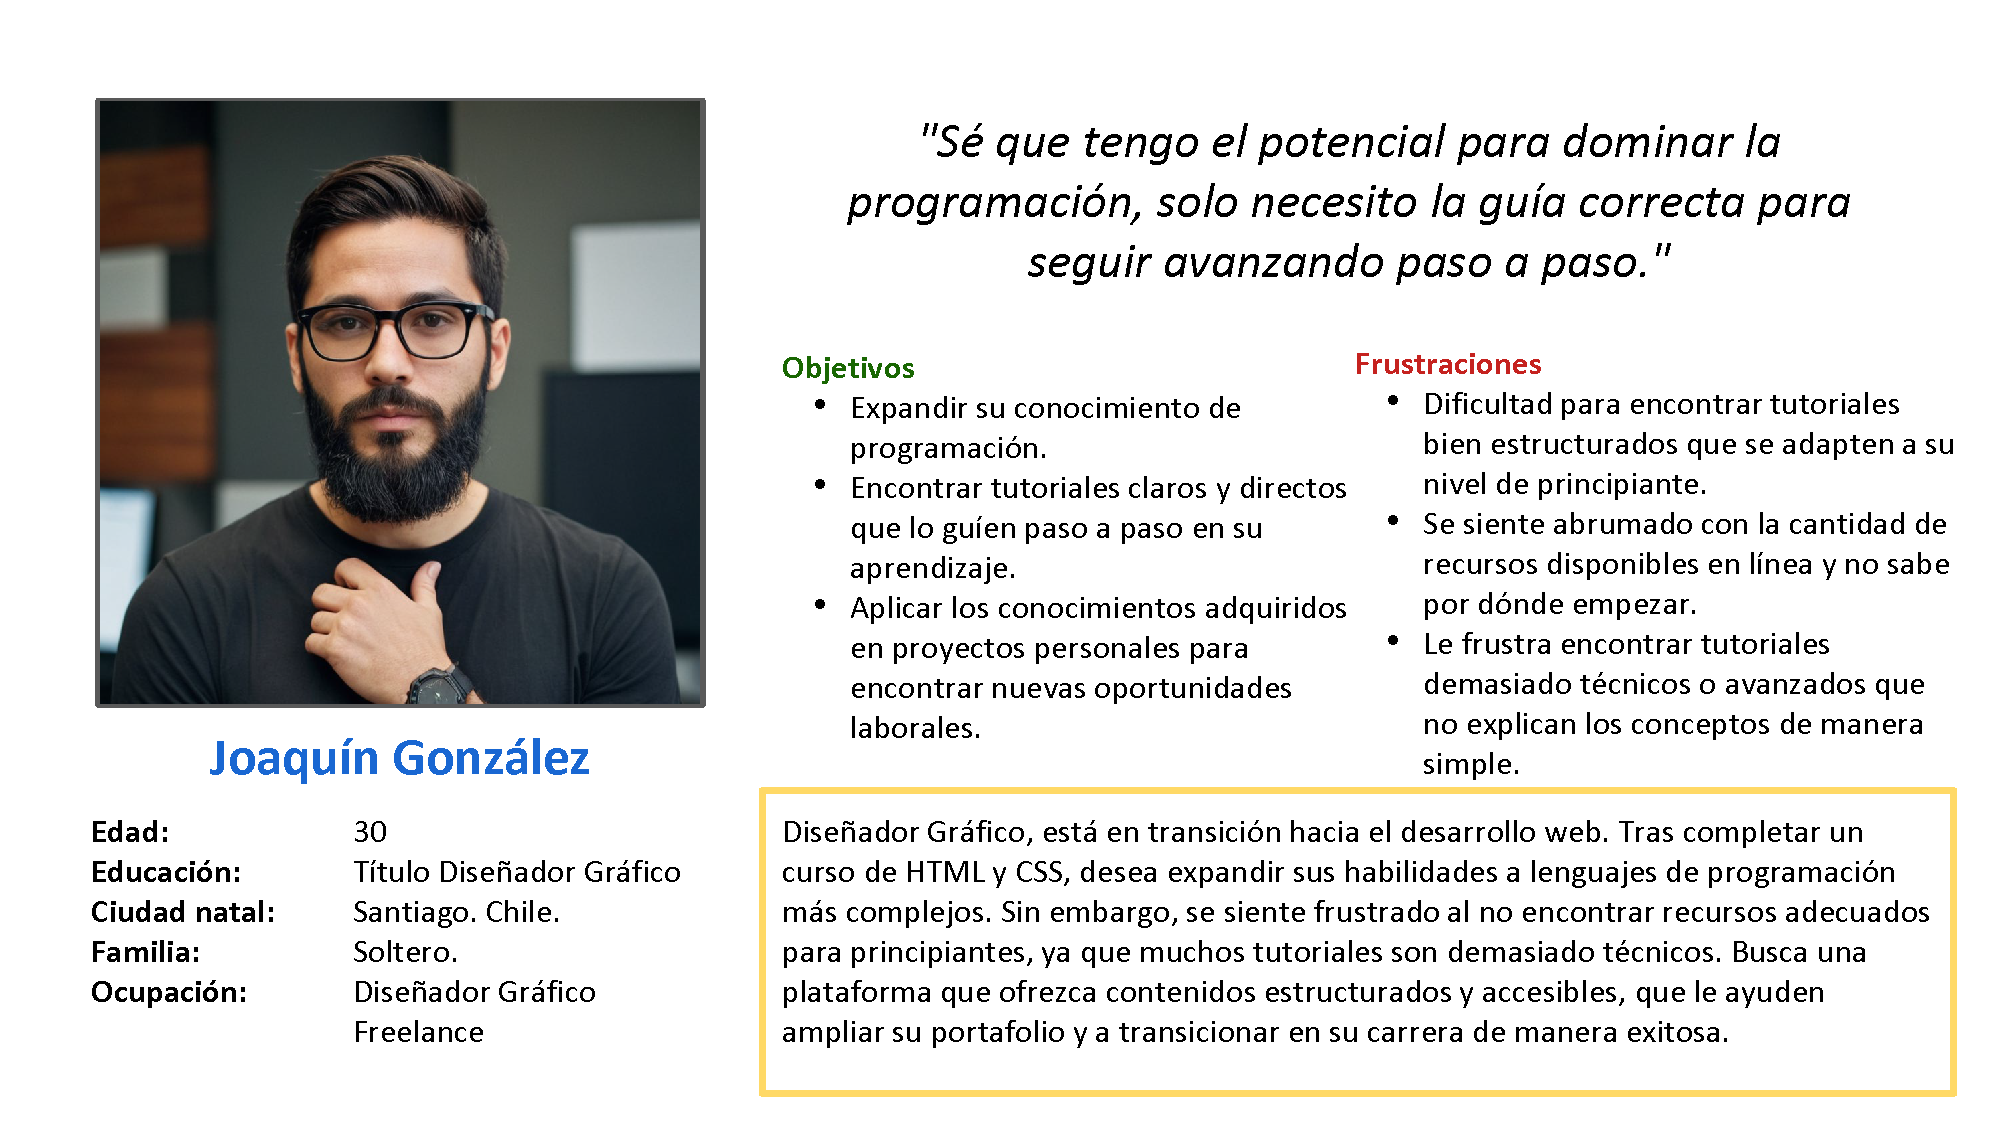 "Sé que tengo el potencial para dominar la
programación, solo necesito la guía correcta para
seguir avanzando paso a paso."
Objetivos
• Expandir su conocimiento de
programación.
• Encontrar tutoriales claros y directos
que lo guíen paso a paso en su
aprendizaje.
• Aplicar los conocimientos adquiridos
en proyectos personales para
encontrar nuevas oportunidades
laborales.
Frustraciones
• Dificultad para encontrar tutoriales
bien estructurados que se adapten a su
nivel de principiante.
• Se siente abrumado con la cantidad de
recursos disponibles en línea y no sabe
por dónde empezar.
• Le frustra encontrar tutoriales
demasiado técnicos o avanzados que
no explican los conceptos de manera
simple.
Joaquín González
Edad: 30
Educación: Título Diseñador Gráfico
Ciudad natal: Santiago. Chile.
Familia: Soltero.
Ocupación: Diseñador Gráfico
Freelance
Diseñador Gráfico, está en transición hacia el desarrollo web. Tras completar un
curso de HTML y CSS, desea expandir sus habilidades a lenguajes de programación
más complejos. Sin embargo, se siente frustrado al no encontrar recursos adecuados
para principiantes, ya que muchos tutoriales son demasiado técnicos. Busca una
plataforma que ofrezca contenidos estructurados y accesibles, que le ayuden
ampliar su portafolio y a transicionar en su carrera de manera exitosa.